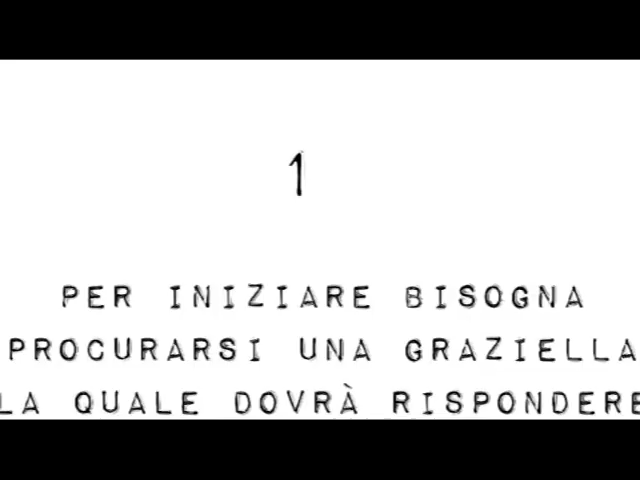 1
PER INIZIARE BISOGNA
PROCURARSI UNA GRAZIELLA
LA QUALE DOVRÀ RISPONDERE